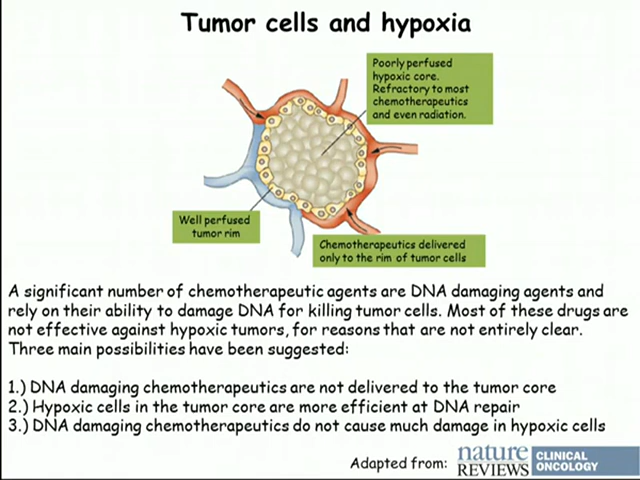 Tumor cells and hypoxia
Poorly perfused
hypoxic core.
Refractory to most
chemotherapeutics
and even radiation.
Well perfused
tumor rim
Chemotherapeutics delivered
only to the rim of tumor cells
A significant number of chemotherapeutic agents are DNA damaging agents and
rely on their ability to damage DNA for killing tumor cells. Most of these drugs are
not effective against hypoxic tumors, for reasons that are not entirely clear.
Three main possibilities have been suggested:
1.) DNA damaging chemotherapeutics are not delivered to the tumor core
2.) Hypoxic cells in the tumor core are more efficient at DNA repair
3.) DNA damaging chemotherapeutics do not cause much damage in hypoxic cells
Adapted from:
nature
REVIEWS
CLINICAL
ONCOLOGY